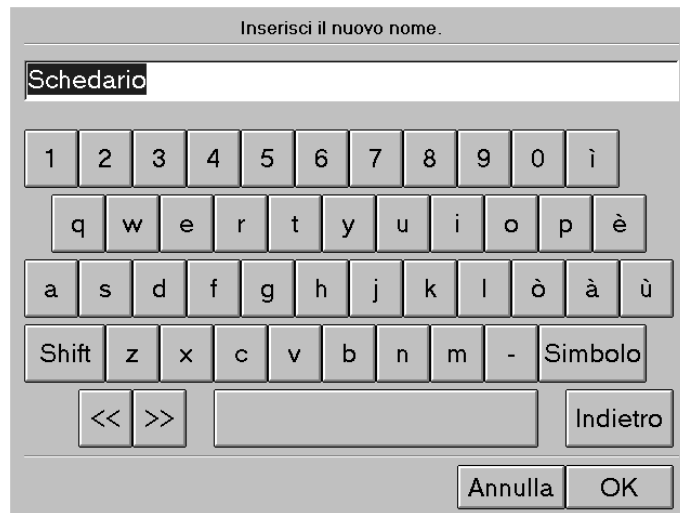 Inserisci il nuovo nome.
Schedario
1 2 3 4 5 6 7 8 9 0 ì
q w e r t y u i o p è
a s d f g h j k l ò à ù
Shift z x c v b n m - Simbolo
<< >> Indietro
Annulla OK